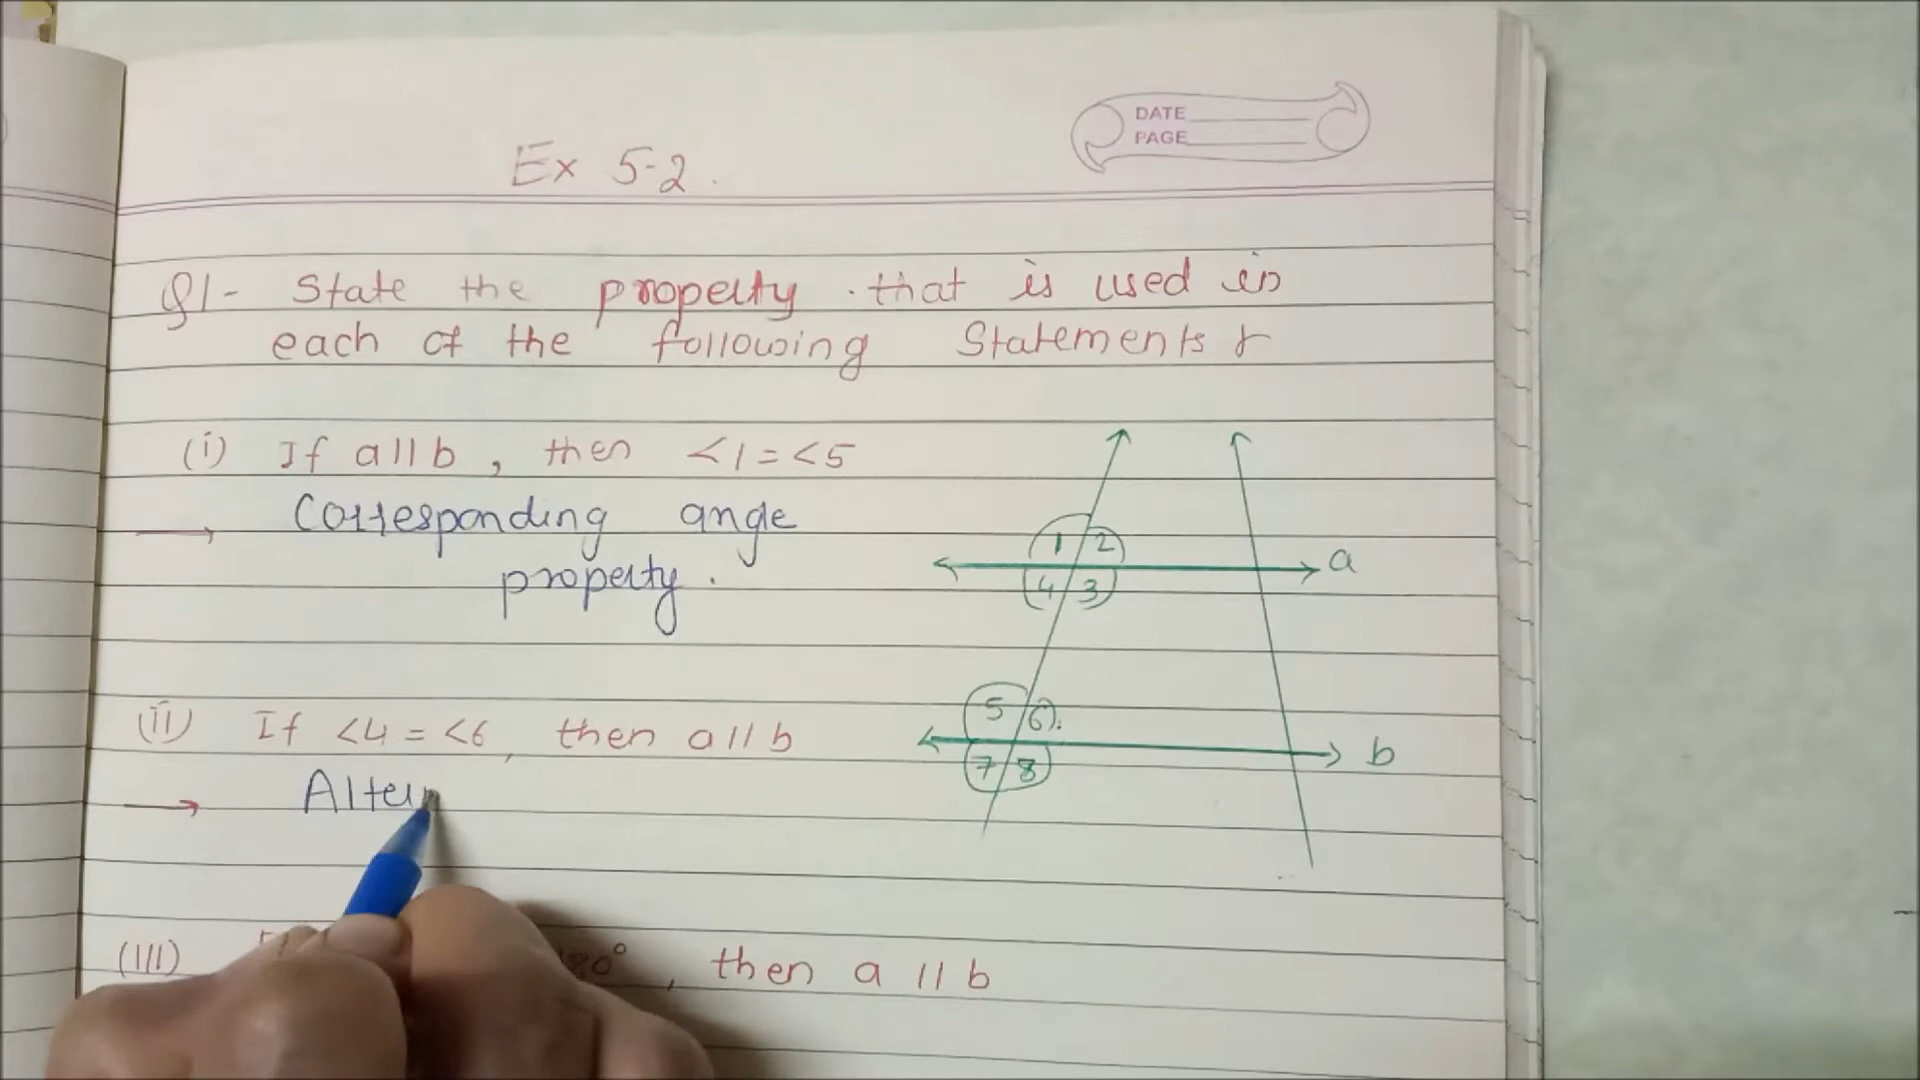 DATE
PAGE
Ex 5-2.
Q1- State the property that is used in
each of the following Statements
(i) If a || b, then <1 = <5
Corresponding angle
property.
(ii) If <4 = <6, then a // b
Alter
(III) , then a // b
1 2
a
4 3
5 6
b
7 8